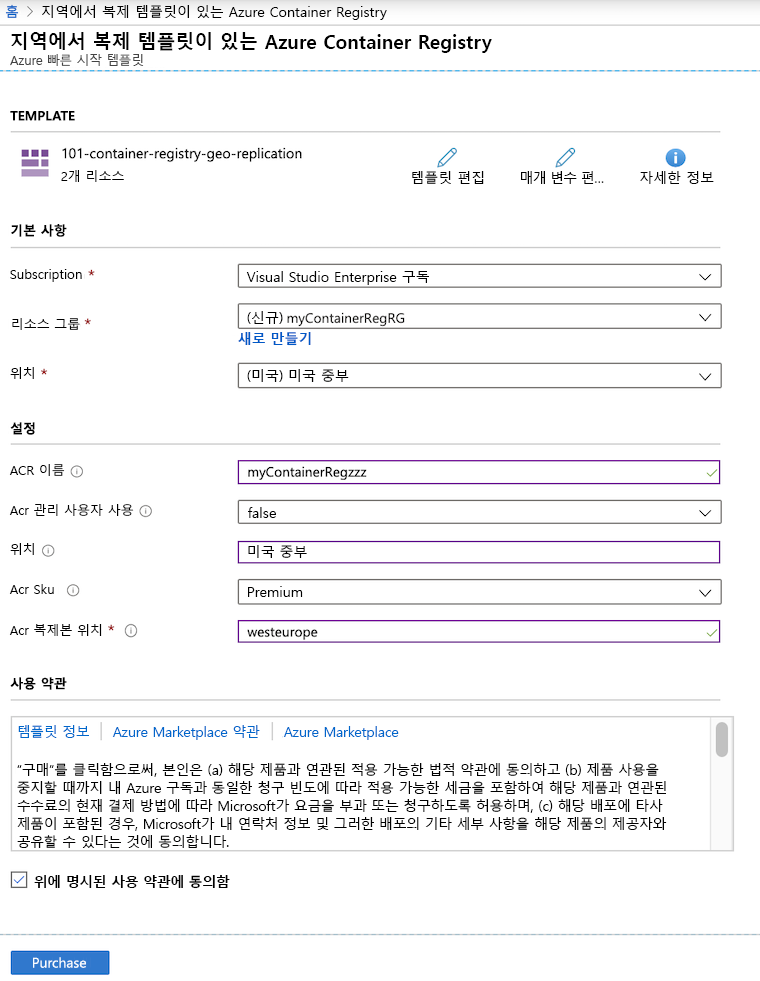 홈 > 지역에서 복제 템플릿이 있는 Azure Container Registry
지역에서 복제 템플릿이 있는 Azure Container Registry
Azure 빠른 시작 템플릿
TEMPLATE
101-container-registry-geo-replication
2개 리소스
템플릿 편집
매개 변수 편...
자세한 정보
기본 사항
Subscription *
Visual Studio Enterprise 구독
리소스 그룹 *
(신규) myContainerRegRG
새로 만들기
위치 *
(미국) 미국 중부
설정
ACR 이름
myContainerRegzzz
Acr 관리 사용자 사용
false
위치
미국 중부
Acr Sku
Premium
Acr 복제본 위치 *
westeurope
사용 약관
템플릿 정보 | Azure Marketplace 약관 | Azure Marketplace
"구매"를 클릭함으로써, 본인은 (a) 해당 제품과 연관된 적용 가능한 법적 약관에 동의하고 (b) 제품 사용을
중지할 때까지 내 Azure 구독과 동일한 청구 빈도에 따라 적용 가능한 세금을 포함하여 해당 제품과 연관된
수수료의 현재 결제 방법에 따라 Microsoft가 요금을 부과 또는 청구하도록 허용하며, (c) 해당 배포에 타사
제품이 포함된 경우, Microsoft가 내 연락처 정보 및 그러한 배포의 기타 세부 사항을 해당 제품의 제공자와
공유할 수 있다는 것에 동의합니다.
위에 명시된 사용 약관에 동의함
Purchase